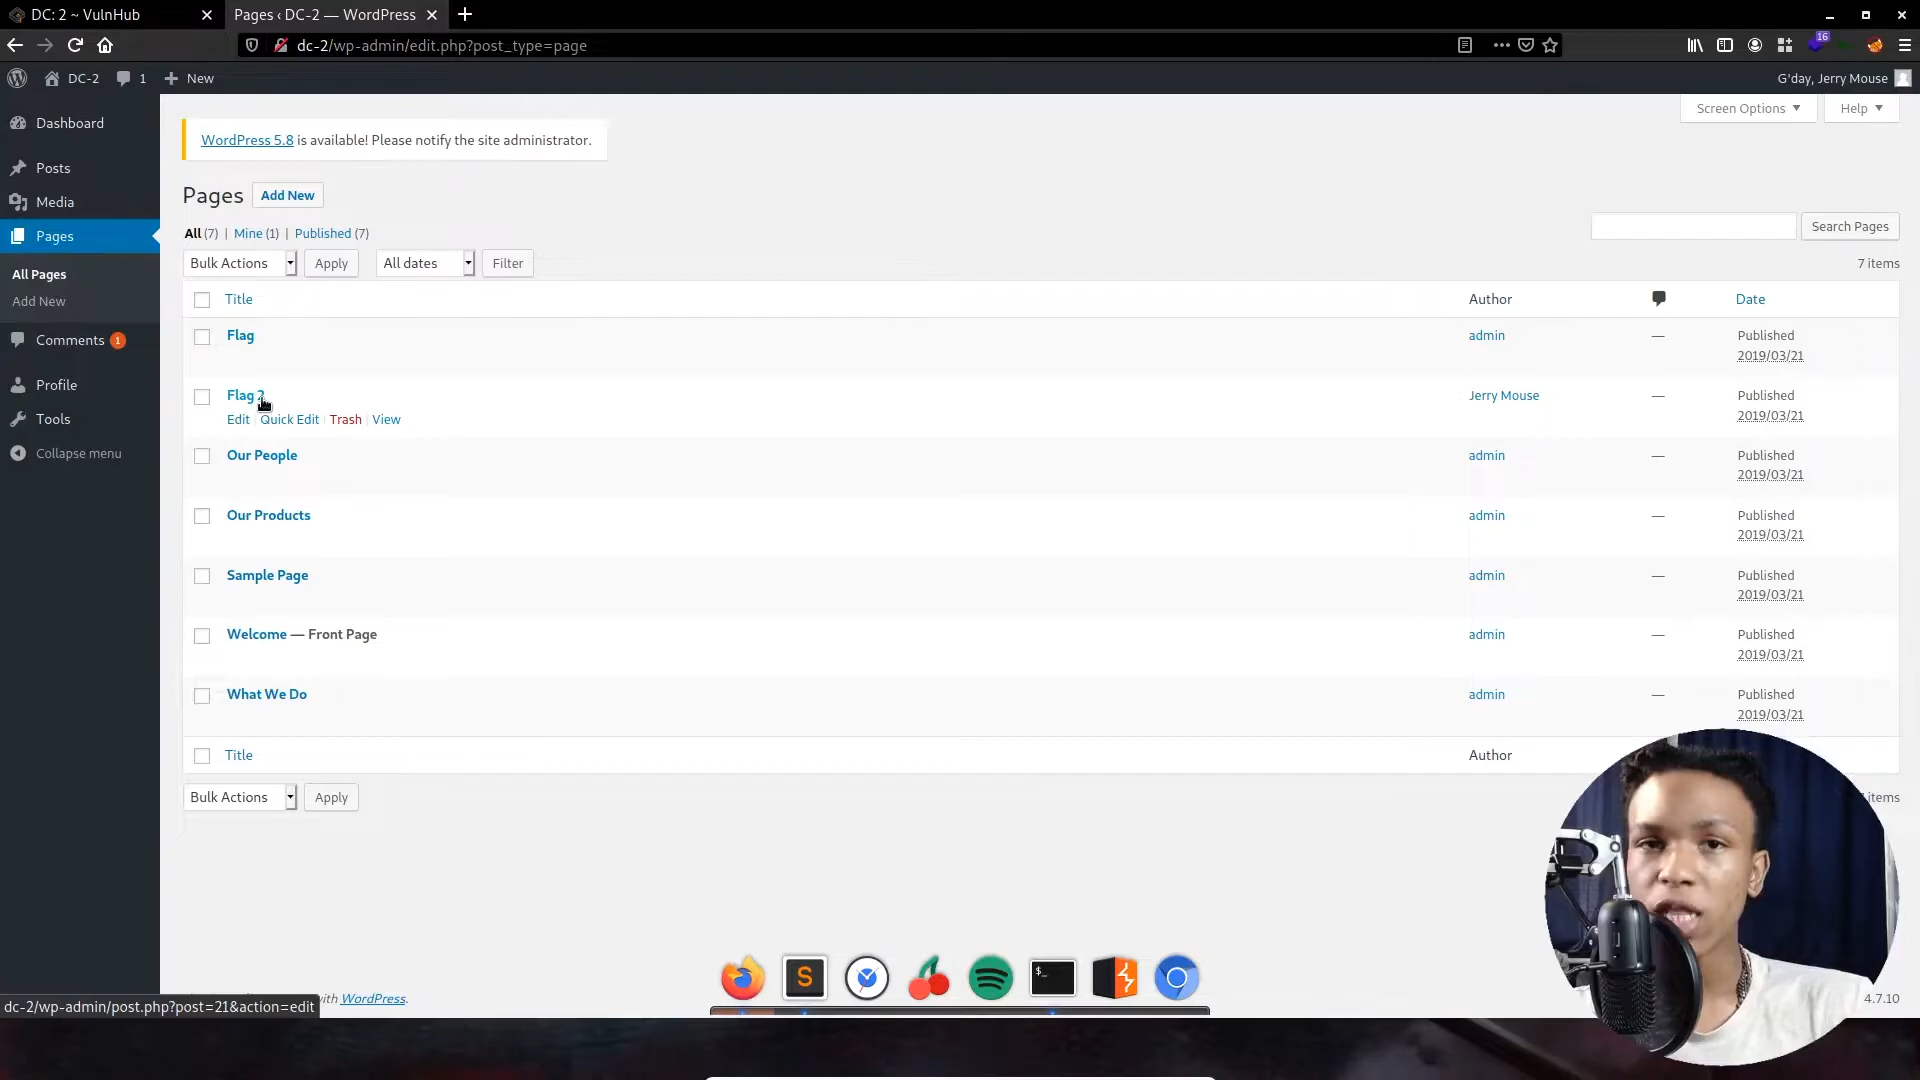 DC: 2 ~ VulnHub
Pages ‹ DC-2 — WordPress
dc-2/wp-admin/edit.php?post_type=page
16
DC-2
1
New
G'day, Jerry Mouse
Screen Options
Help
Dashboard
Posts
Media
Pages
All Pages
Add New
Comments 1
Profile
Tools
Collapse menu
WordPress 5.8 is available! Please notify the site administrator.
Pages Add New
All (7) | Mine (1) | Published (7)
Search Pages
Bulk Actions Apply All dates Filter
7 items
Title Author Date
Flag admin — Published
2019/03/21
Flag 2 Jerry Mouse — Published
Edit | Quick Edit | Trash | View 2019/03/21
Our People admin — Published
2019/03/21
Our Products admin — Published
2019/03/21
Sample Page admin — Published
2019/03/21
Welcome — Front Page admin — Published
2019/03/21
What We Do admin — Published
2019/03/21
Title Author
Bulk Actions Apply
items
with WordPress.
4.7.10
dc-2/wp-admin/post.php?post=21&action=edit
S
$_